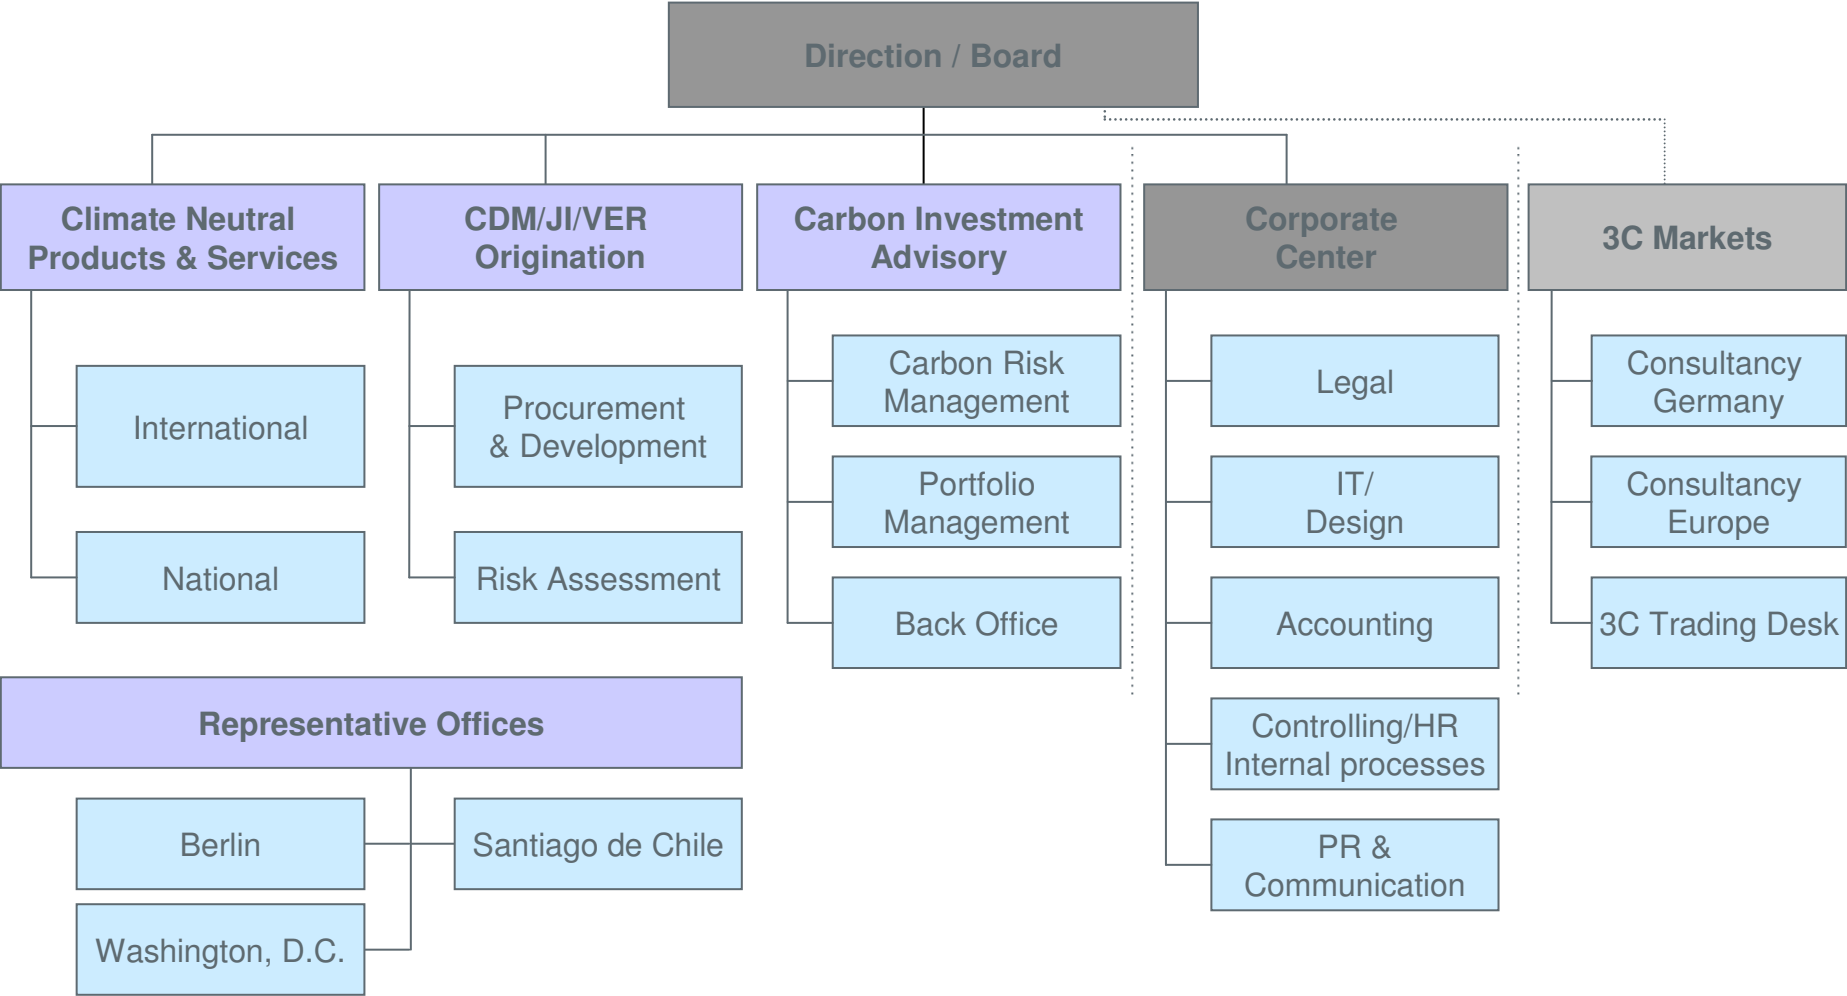 Direction / Board
Climate Neutral
Products & Services
CDM/JI/VER
Origination
Carbon Investment
Advisory
Corporate
Center
3C Markets
International
National
Procurement
& Development
Risk Assessment
Carbon Risk
Management
Portfolio
Management
Back Office
Legal
IT/
Design
Accounting
Controlling/HR
Internal processes
PR &
Communication
Consultancy
Germany
Consultancy
Europe
3C Trading Desk
Representative Offices
Berlin
Santiago de Chile
Washington, D.C.